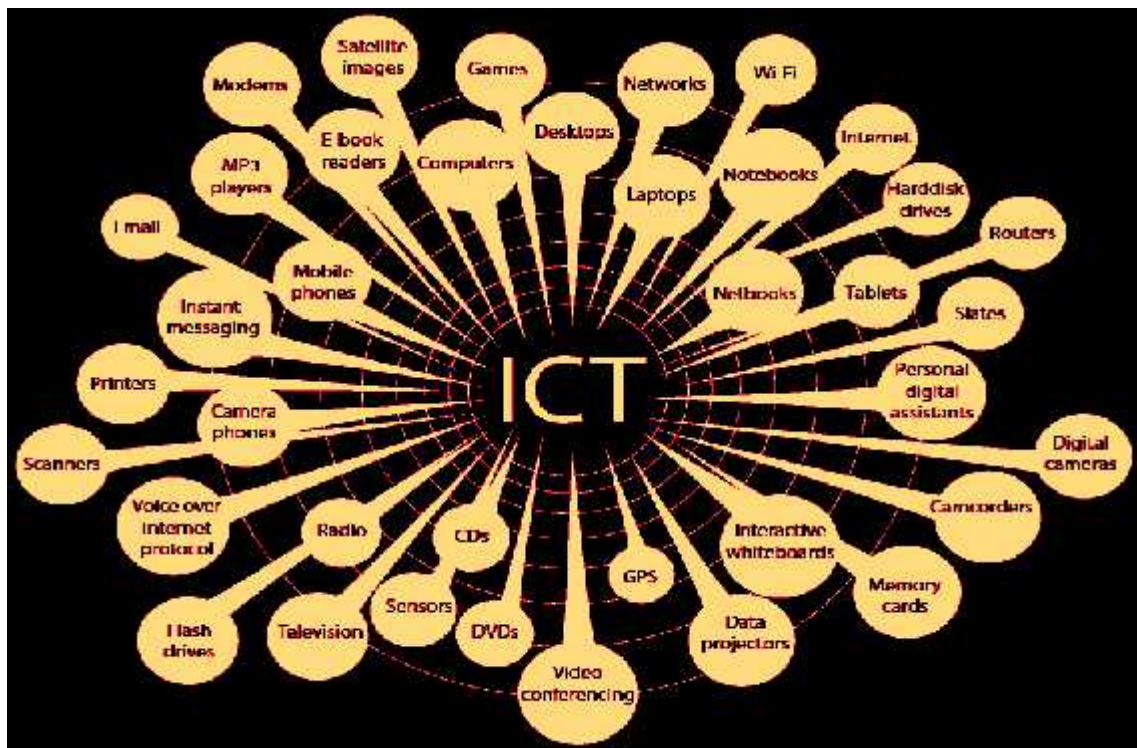 Satellite
images
Games
Wi Fi
Modems
Networks
E book
readers
Computers
Desktops
Internet
MP3
players
Laptops
Notebooks
Harddisk
drives
E mail
Mobile
phones
Netbooks
Tablets
Routers
Instant
messaging
Slates
ICT
Printers
Personal
digital
assistants
Camera
phones
Scanners
Digital
cameras
Voice over
internet
protocol
Radio
CDs
Interactive
whiteboards
Camcorders
GPS
Memory
cards
Sensors
Flash
drives
Television
DVDs
Data
projectors
Video
conferencing